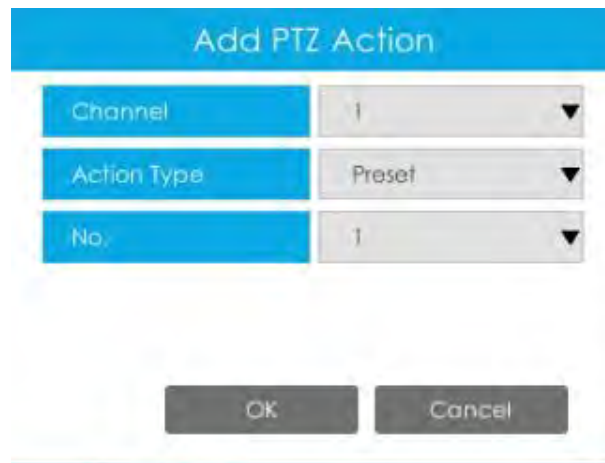 Add PTZ Action
Channel 1
Action Type Preset
No. 1
OK Cancel